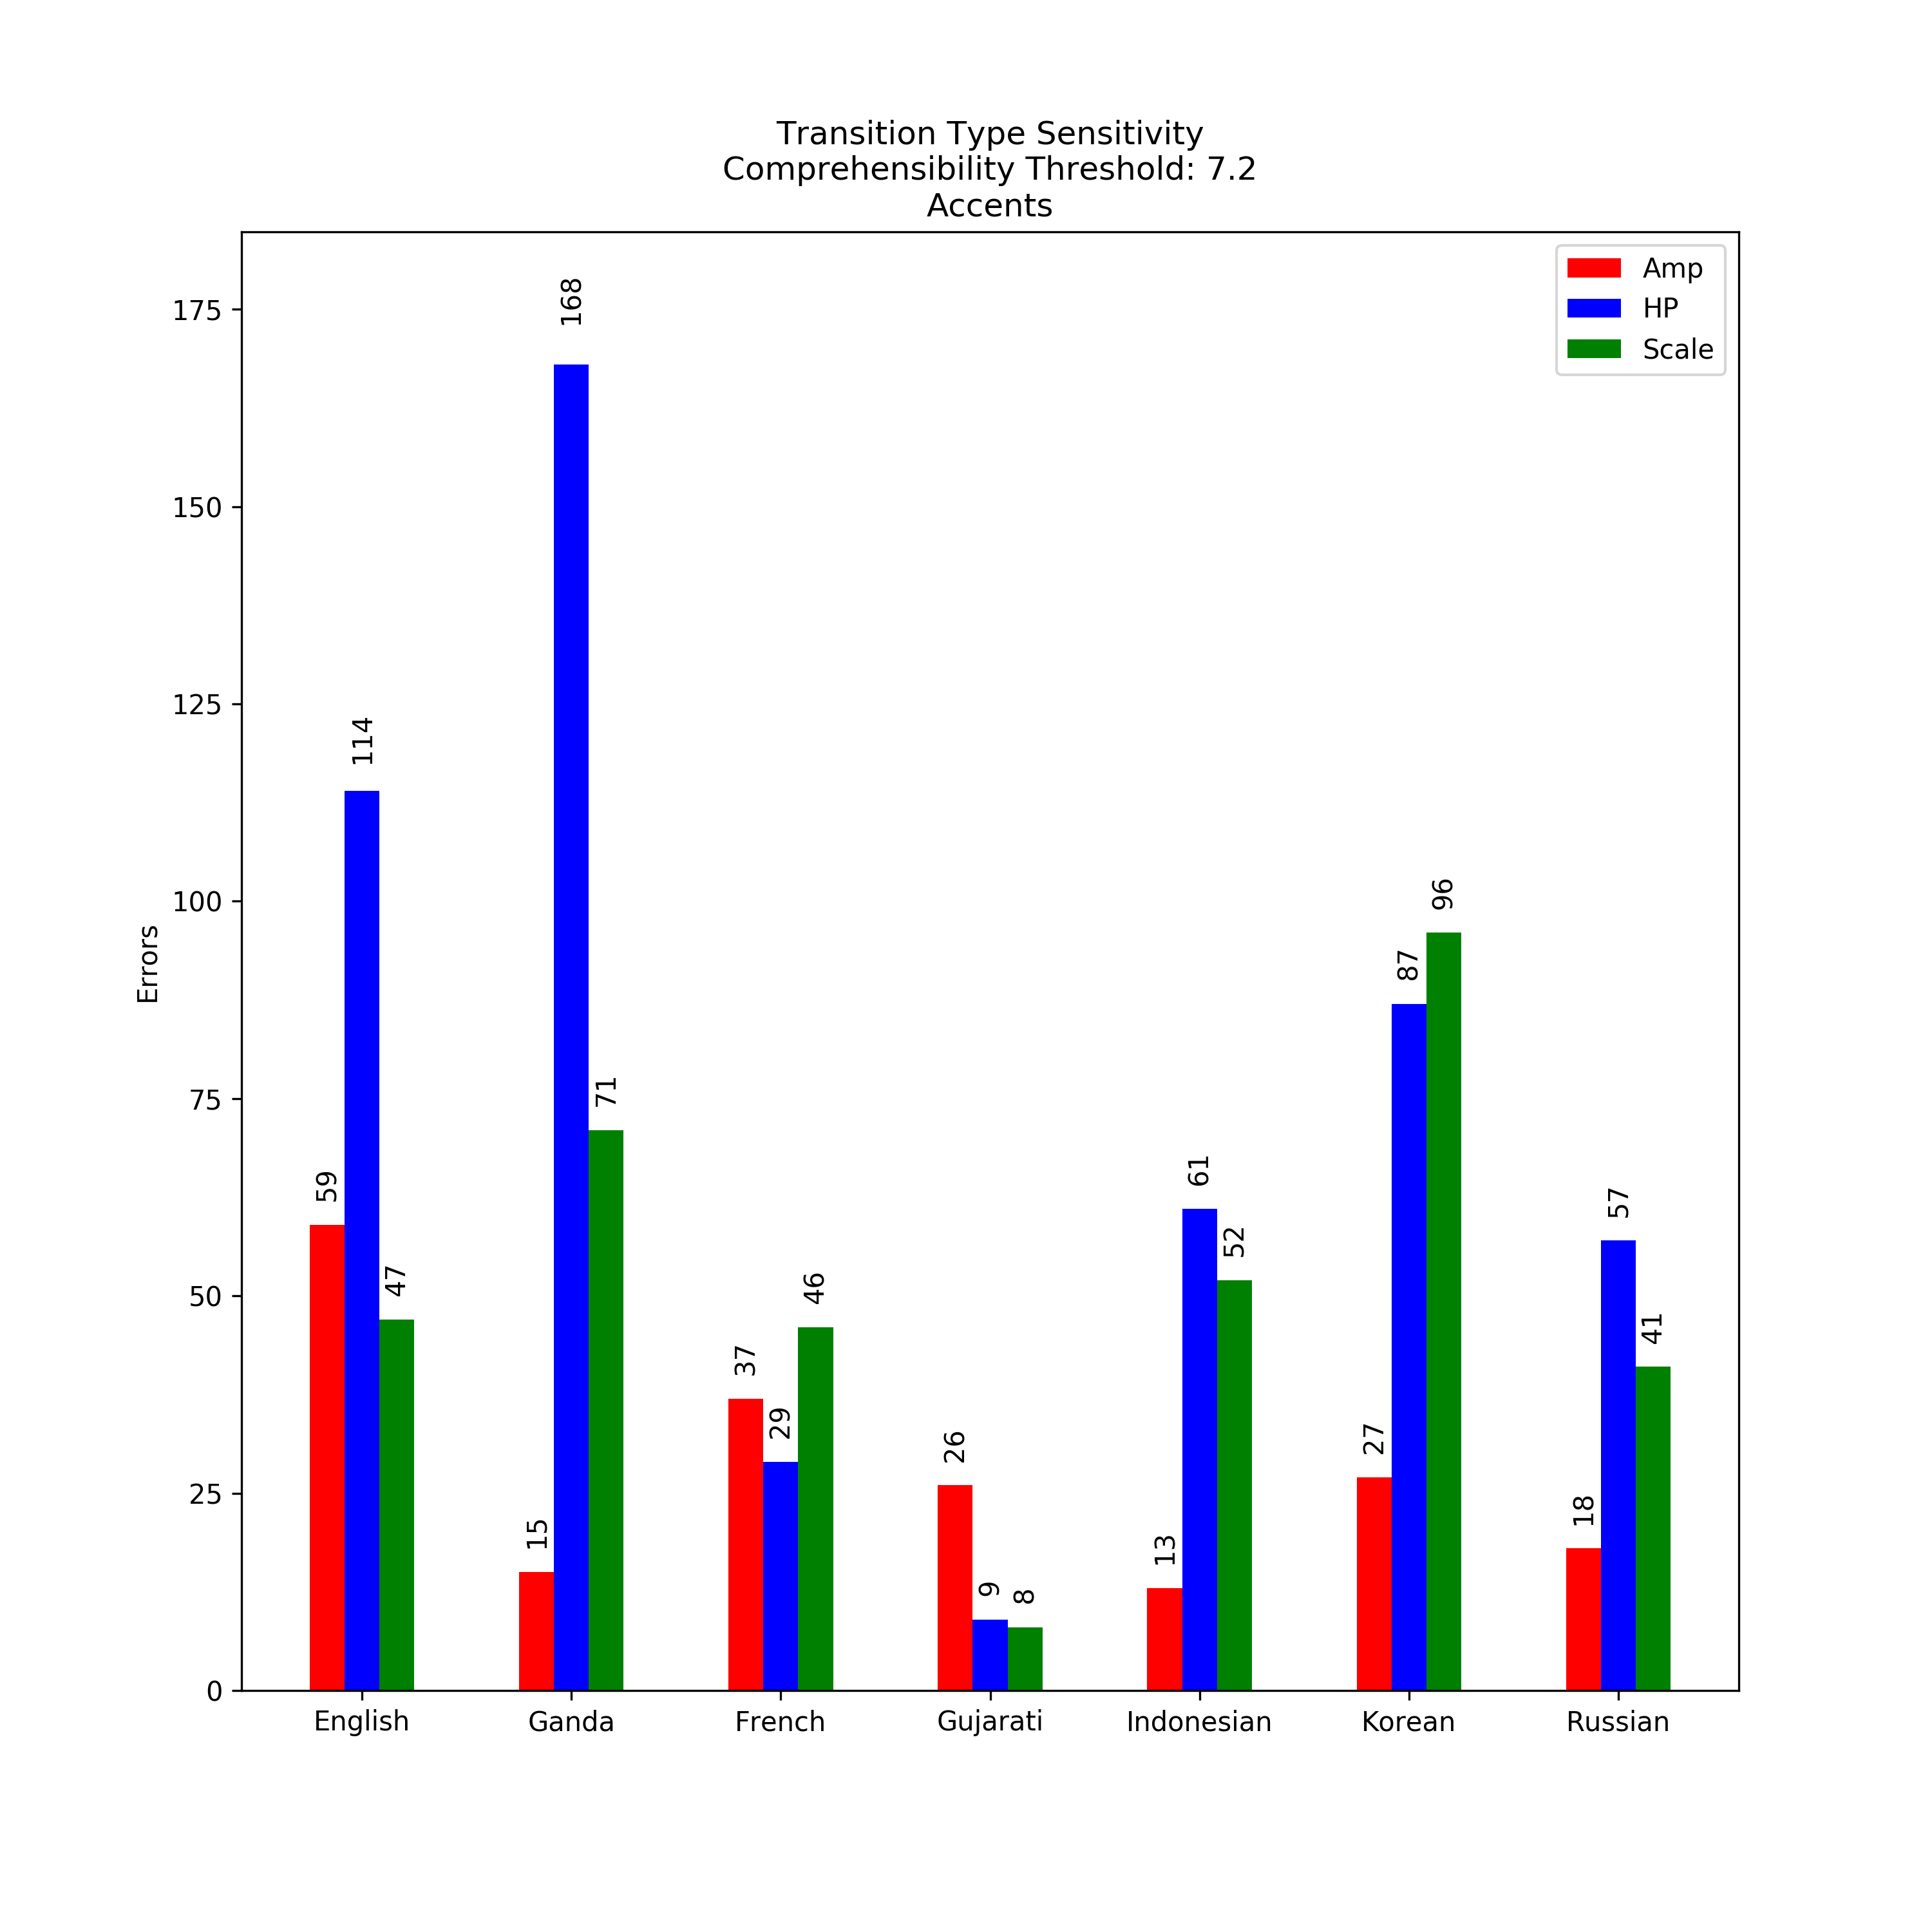 Transition Type Sensitivity
Comprehensibility Threshold: 7.2
Accents
Amp
HP
Scale
Errors
175
150
125
100
75
50
25
0
59
114
47
15
168
71
37
29
46
26
9
8
13
61
52
27
87
96
18
57
41
English
Ganda
French
Gujarati
Indonesian
Korean
Russian